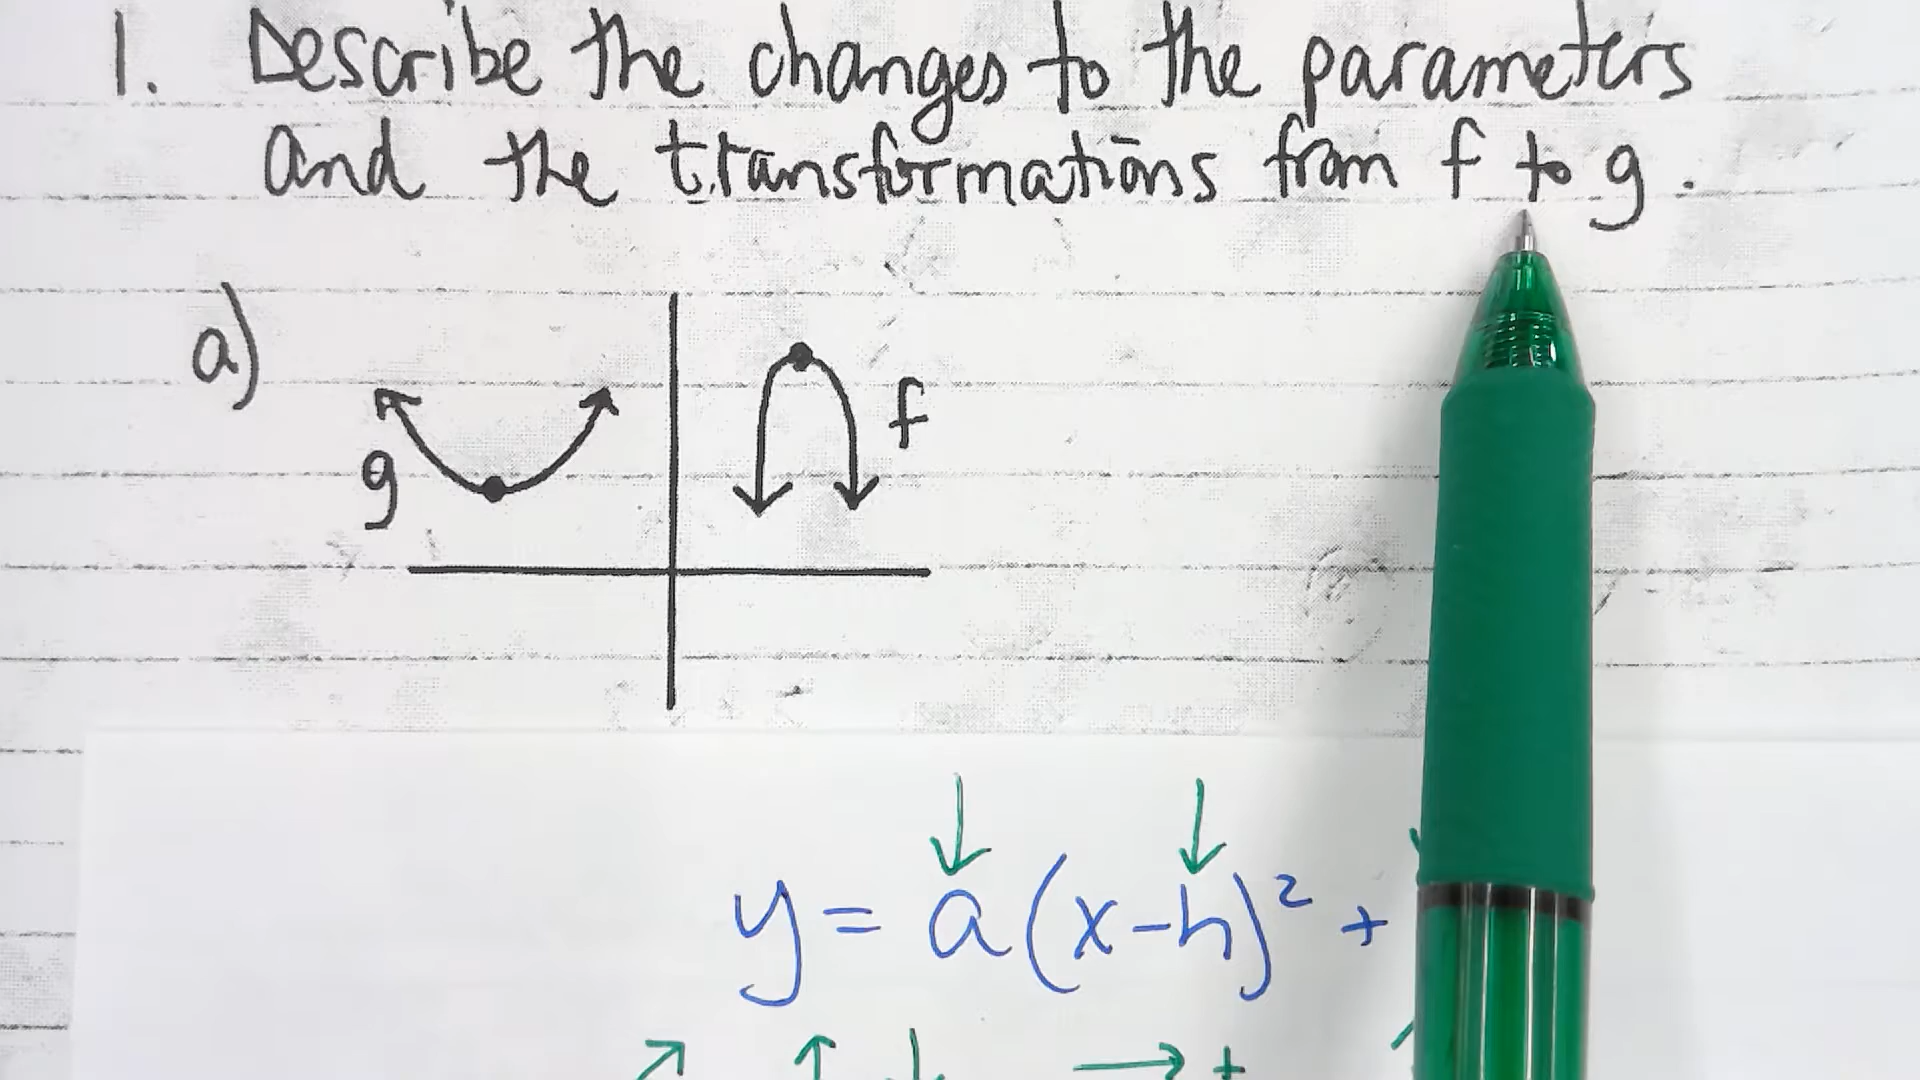 1. Describe the changes to the parameters
and the transformations from f to g.
a)
f
g
y = a(x-h)² +
+